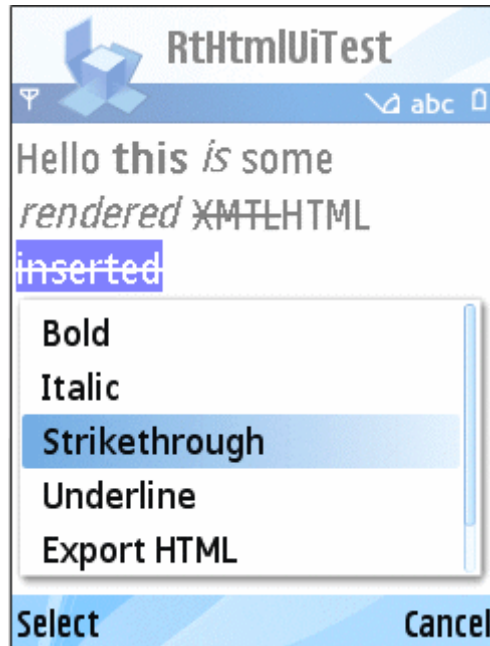 RtHtmlUiTest
abc
Hello this is some
rendered XMTLHTML
inserted
Bold
Italic
Strikethrough
Underline
Export HTML
Select Cancel